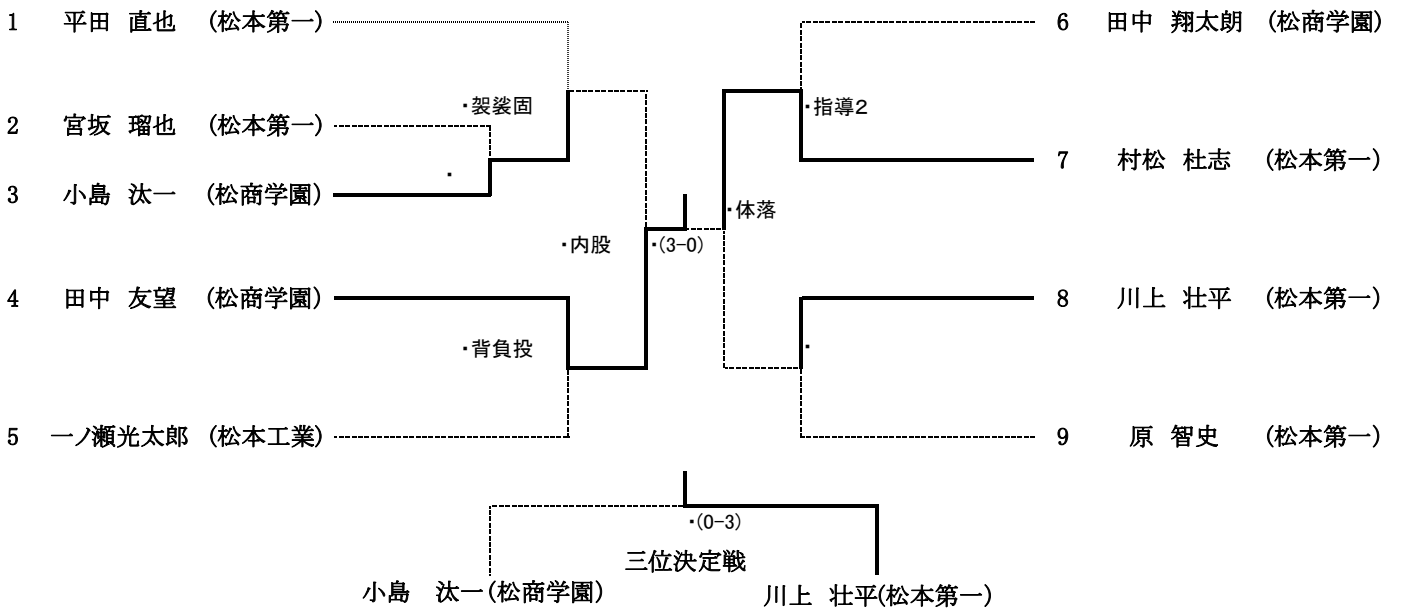 1 平田 直也 (松本第一)
・袈裟固
2 宮坂 瑠也 (松本第一)
・
3 小島 汰一 (松商学園)
・内股
4 田中 友望 (松商学園)
・背負投
5 一ノ瀬光太郎 (松本工業)
・(3-0)
6 田中 翔太朗 (松商学園)
・指導2
7 村松 杜志 (松本第一)
・体落
8 川上 壮平 (松本第一)
・
9 原 智史 (松本第一)
・(0-3)
三位決定戦
小島 汰一(松商学園)
川上 壮平(松本第一)